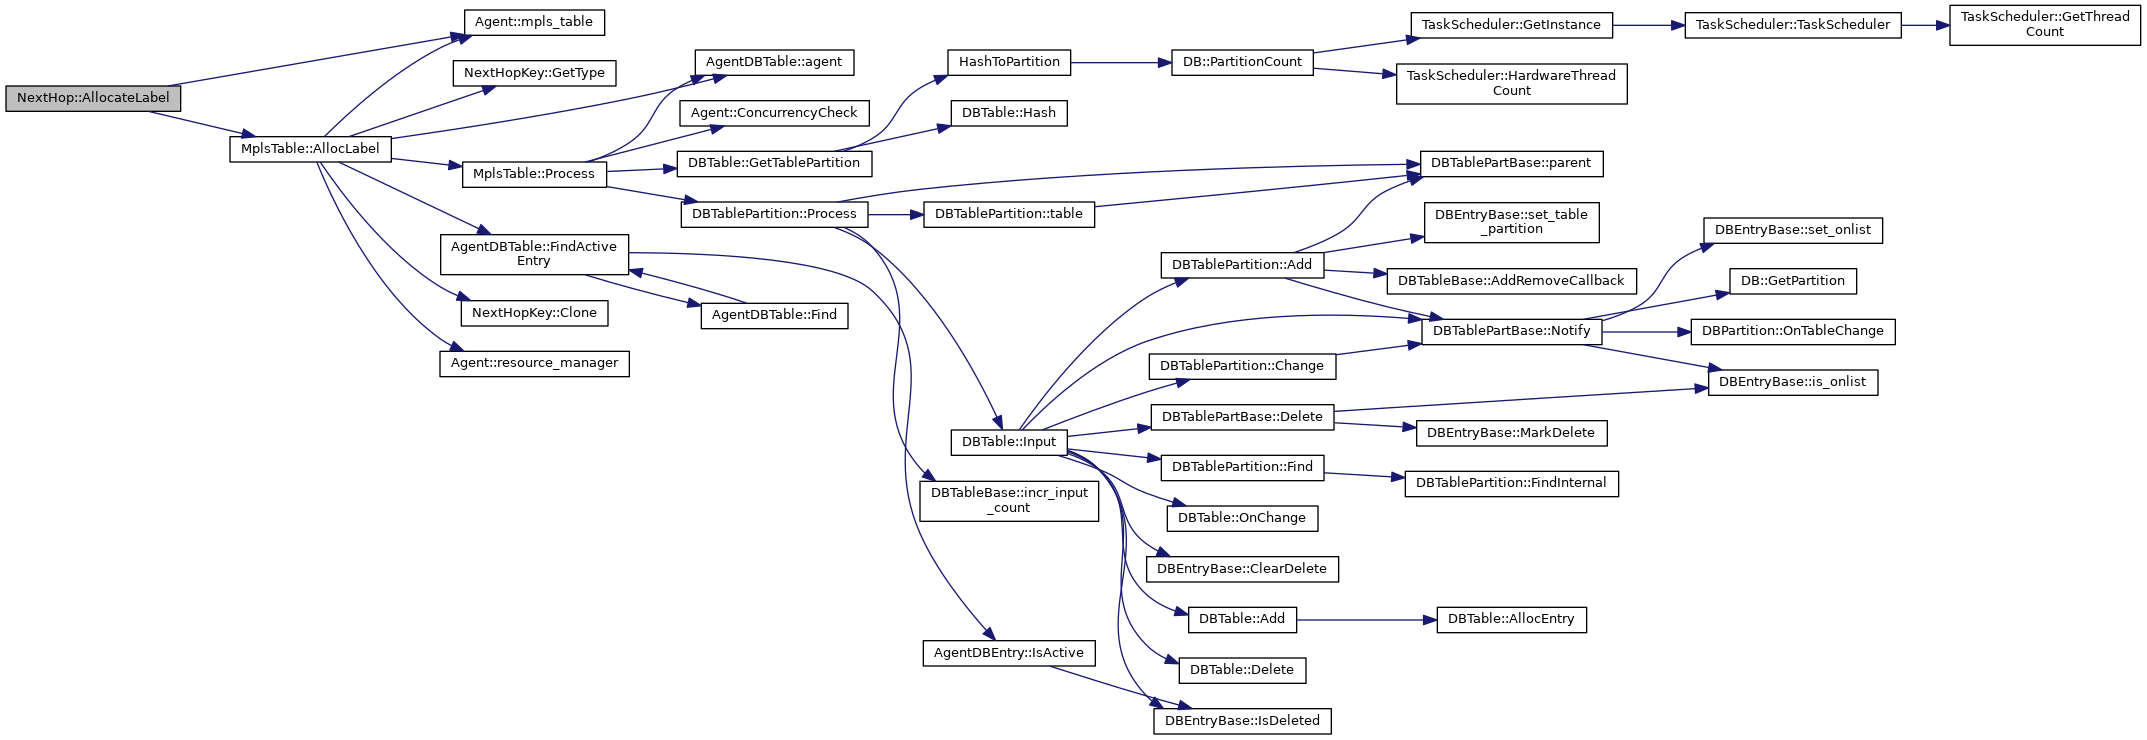 NextHop::AllocateLabel
MplsTable::AllocLabel
Agent::mpls_table
NextHopKey::GetType
MplsTable::Process
AgentDBTable::FindActive
Entry
NextHopKey::Clone
Agent::resource_manager
AgentDBTable::agent
Agent::ConcurrencyCheck
DBTable::GetTablePartition
DBTablePartition::Process
AgentDBTable::Find
HashToPartition
DBTable::Hash
DBTablePartition::table
DBTable::Input
DBTableBase::incr_input
_count
AgentDBEntry::IsActive
DB::PartitionCount
DBTablePartition::Add
DBTablePartition::Change
DBTablePartBase::Delete
DBTablePartition::Find
DBTable::OnChange
DBEntryBase::ClearDelete
DBTable::Add
DBTable::Delete
DBEntryBase::IsDeleted
TaskScheduler::GetInstance
TaskScheduler::HardwareThread
Count
DBTablePartBase::parent
DBEntryBase::set_table
_partition
DBTableBase::AddRemoveCallback
DBTablePartBase::Notify
DBEntryBase::MarkDelete
DBTablePartition::FindInternal
DBTable::AllocEntry
TaskScheduler::TaskScheduler
DBEntryBase::set_onlist
DB::GetPartition
DBPartition::OnTableChange
DBEntryBase::is_onlist
TaskScheduler::GetThread
Count